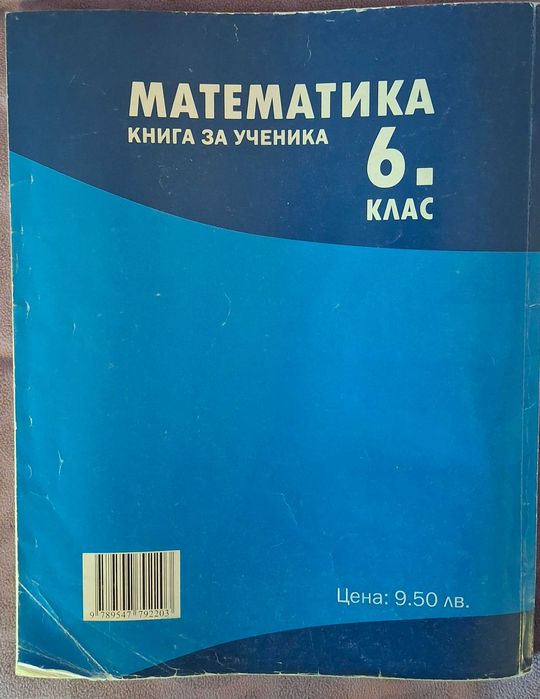 МАТЕМАТИКА
КНИГА ЗА УЧЕНИКА
6.
КЛАС
Цена: 9.50 лв.
9 789547 792203